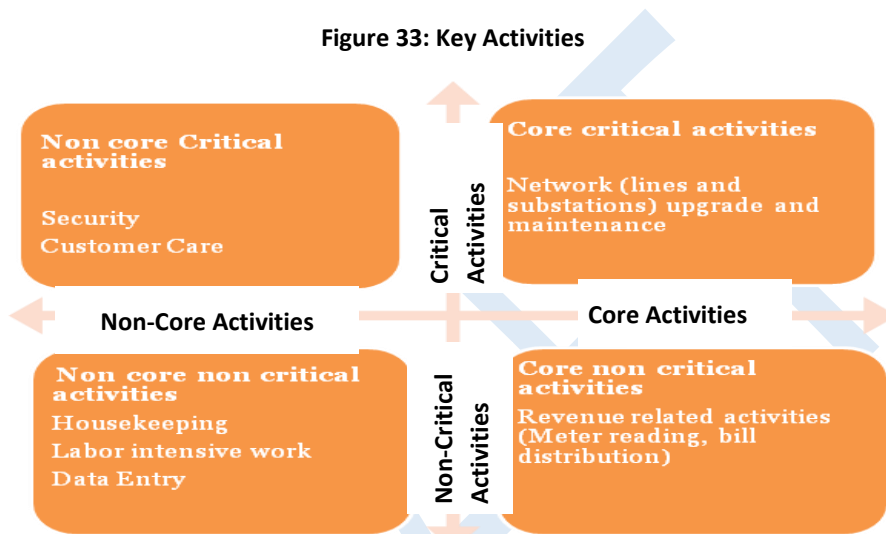 Figure 33: Key Activities
Non core Critical
activities
Security
Customer Care
Critical
Activities
Core critical activities
Network (lines and
substations) upgrade and
maintenance
Non-Core Activities
Core Activities
Non core non critical
activities
Housekeeping
Labor intensive work
Data Entry
Non-Critical
Activities
Core non critical
activities
Revenue related activities
(Meter reading, bill
distribution)